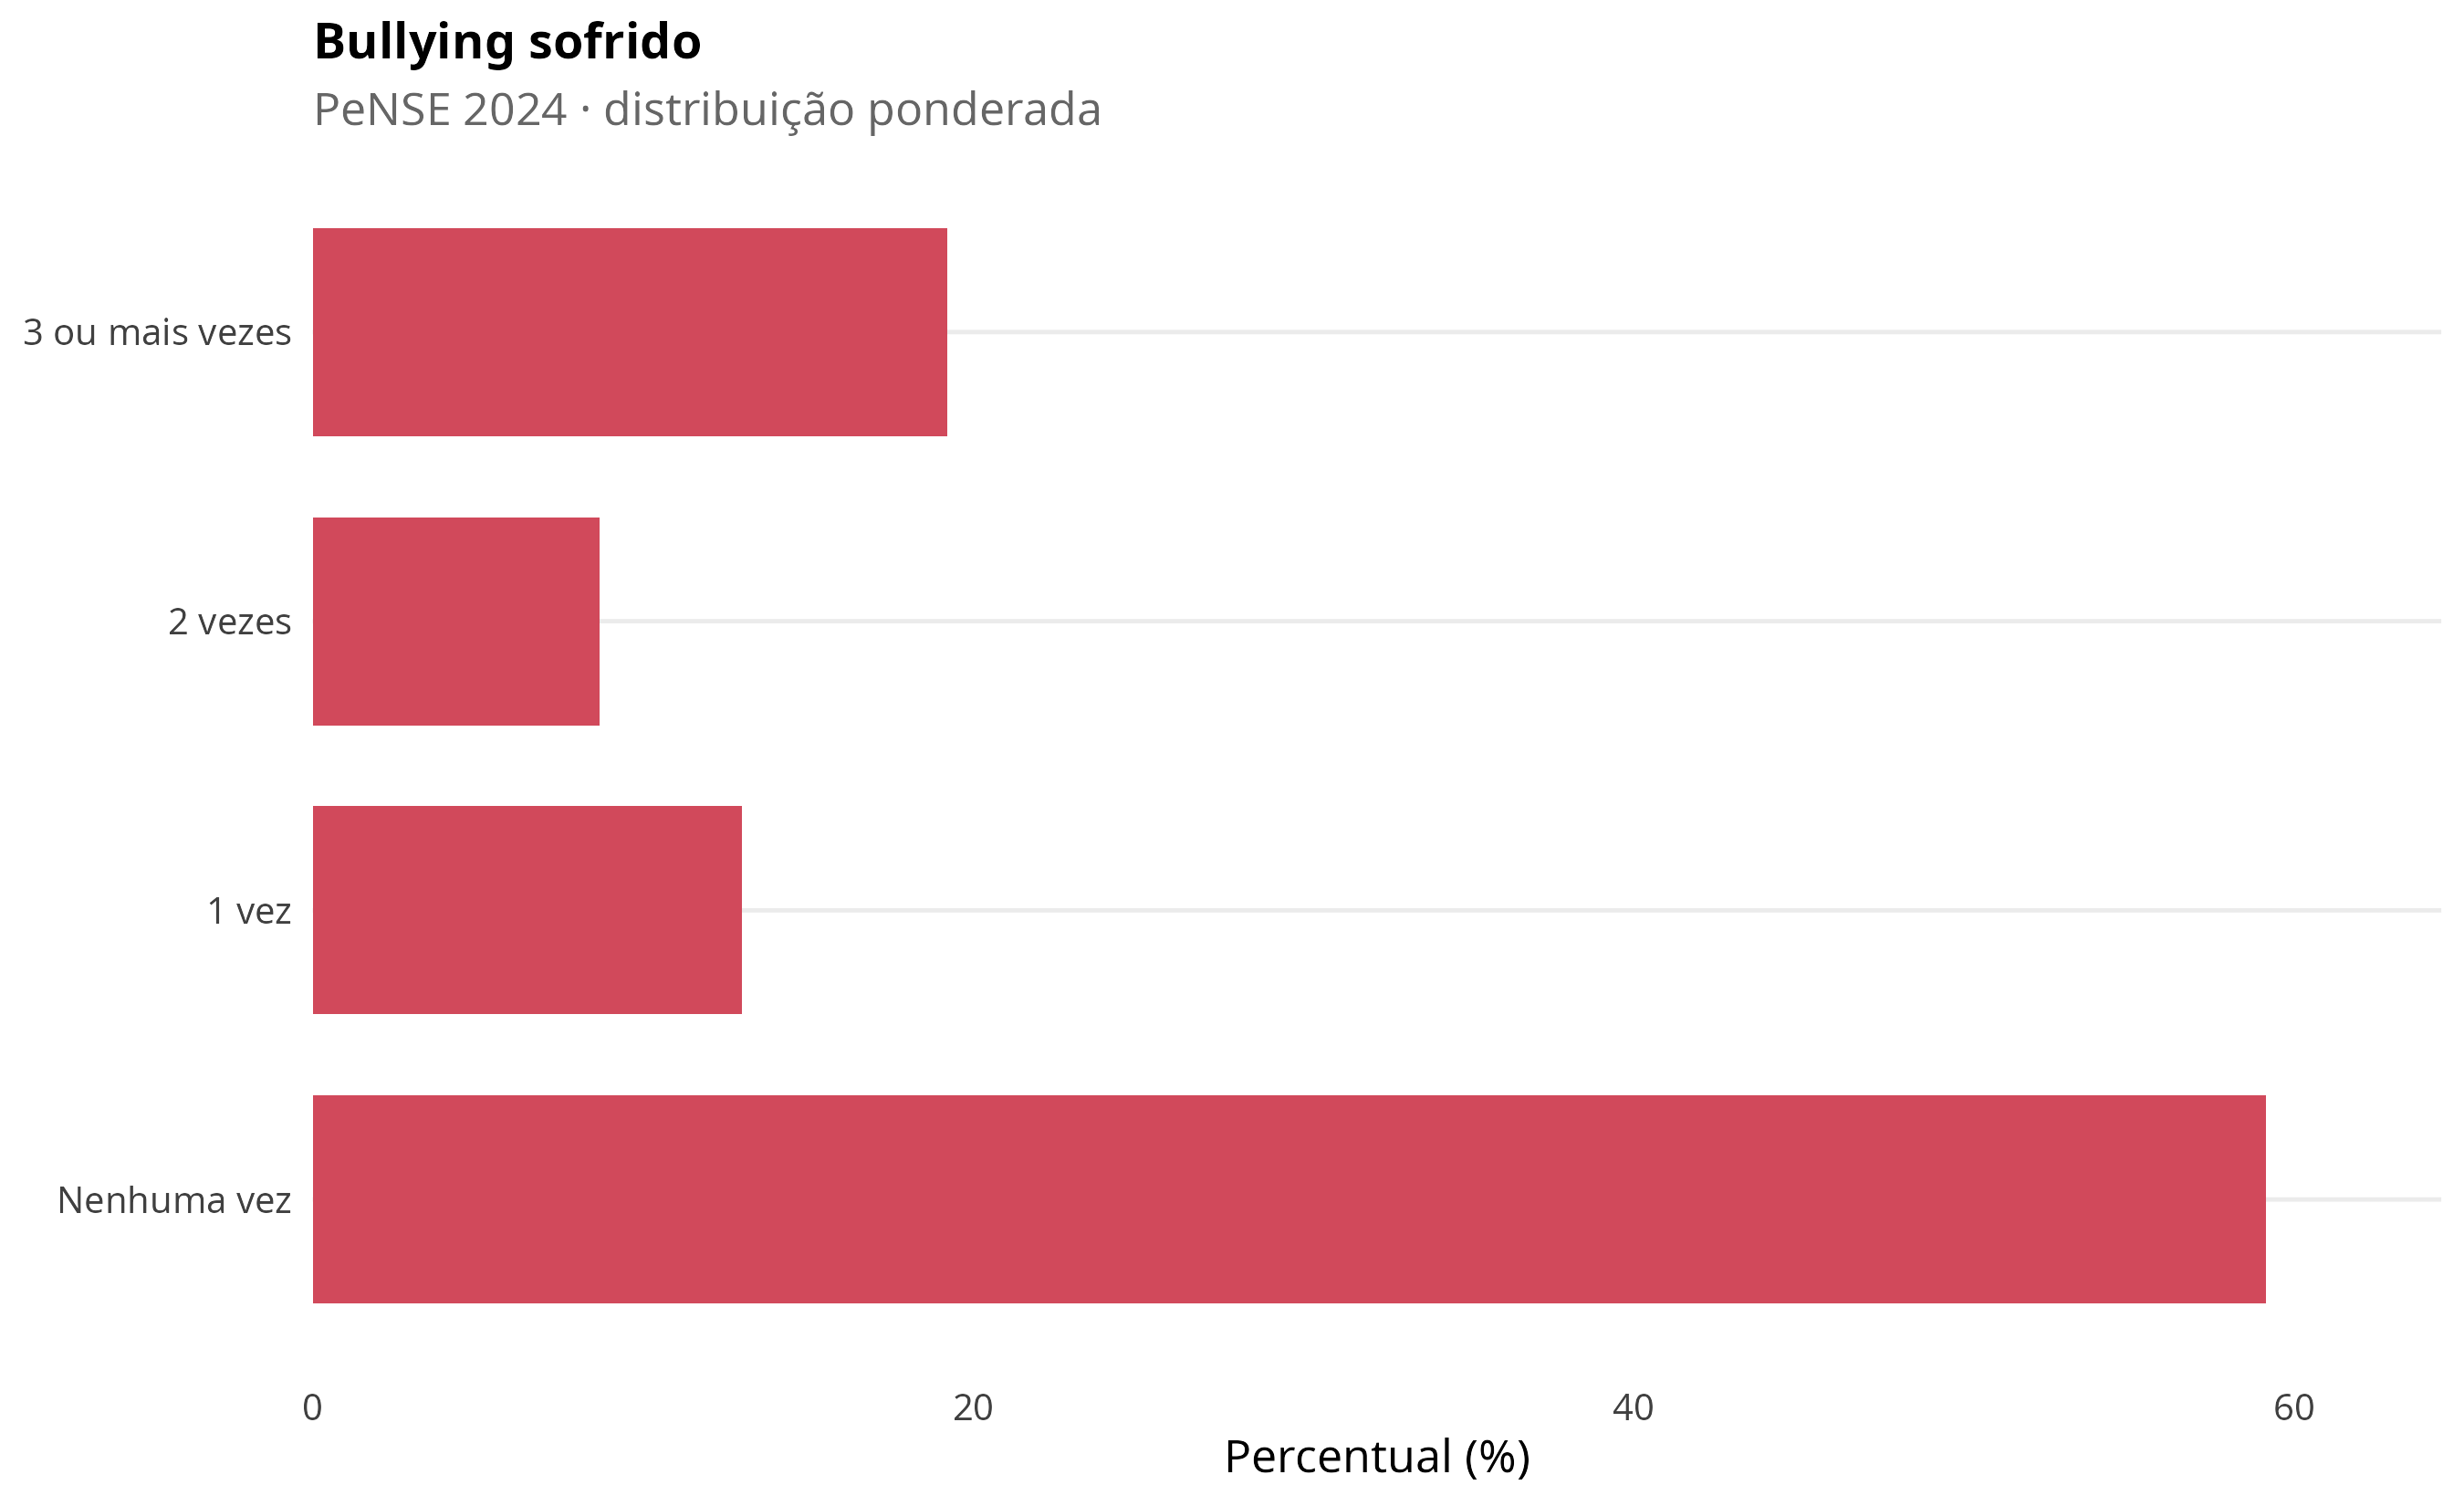 Bullying sofrido
PeNSE 2024 · distribuição ponderada
3 ou mais vezes
2 vezes
1 vez
Nenhuma vez
0 20 40 60
Percentual (%)